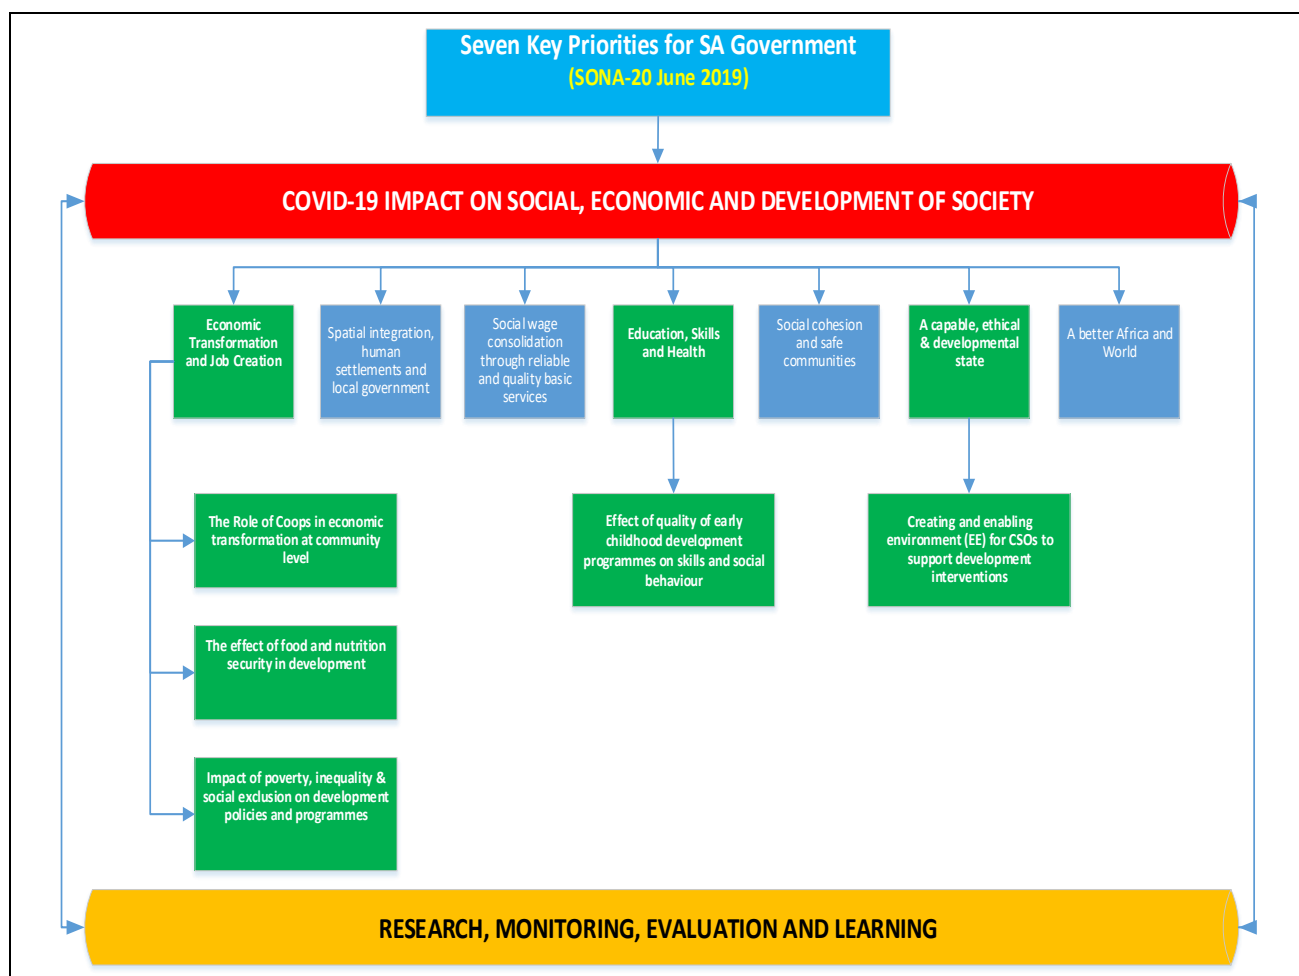 Seven Key Priorities for SA Government
(SONA-20 June 2019)
COVID-19 IMPACT ON SOCIAL, ECONOMIC AND DEVELOPMENT OF SOCIETY
Economic
Transformation
and Job Creation
Spatial integration,
human
settlements and
local government
Social wage
consolidation
through reliable
and quality basic
services
Education, Skills
and Health
Social cohesion
and safe
communities
A capable, ethical
& developmental
state
A better Africa and
World
The Role of Coops in economic
transformation at community
level
Effect of quality of early
childhood development
programmes on skills and social
behaviour
Creating and enabling
environment (EE) for CSOs to
support development
interventions
The effect of food and nutrition
security in development
Impact of poverty, inequality &
social exclusion on development
policies and programmes
RESEARCH, MONITORING, EVALUATION AND LEARNING